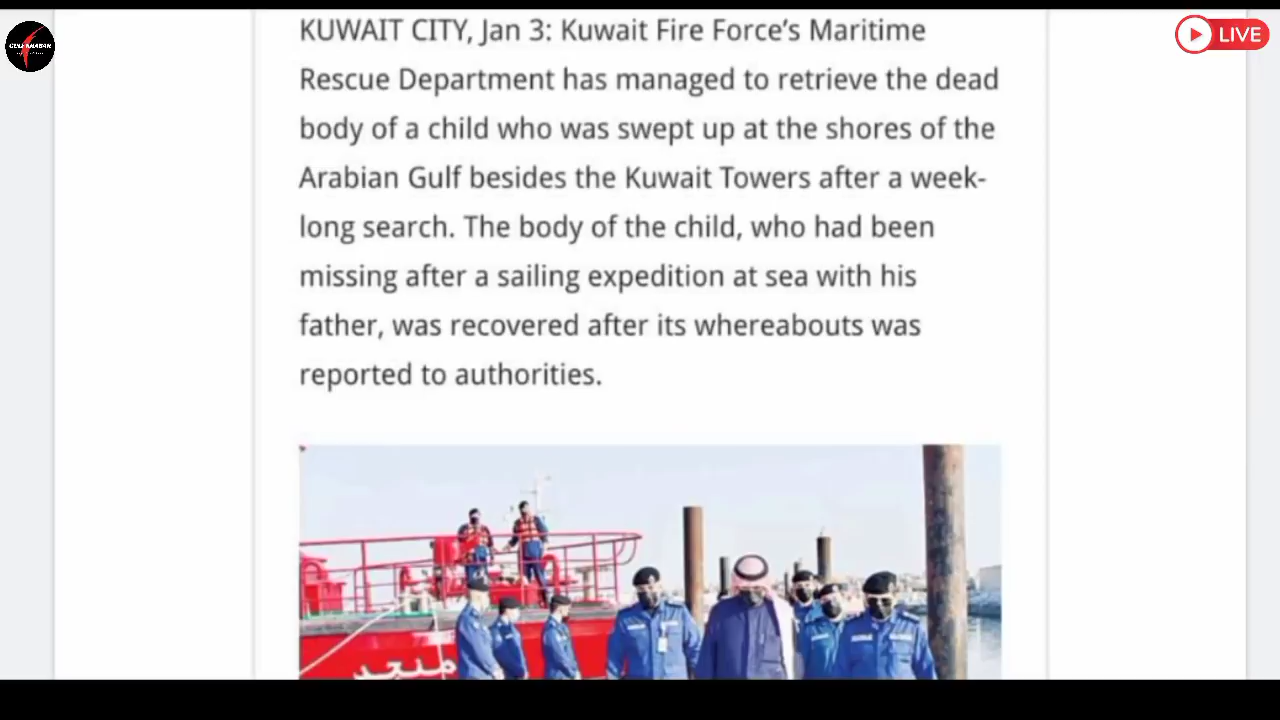 GULF KHABAR
LIVE
KUWAIT CITY, Jan 3: Kuwait Fire Force’s Maritime
Rescue Department has managed to retrieve the dead
body of a child who was swept up at the shores of the
Arabian Gulf besides the Kuwait Towers after a week-
long search. The body of the child, who had been
missing after a sailing expedition at sea with his
father, was recovered after its whereabouts was
reported to authorities.
منجد